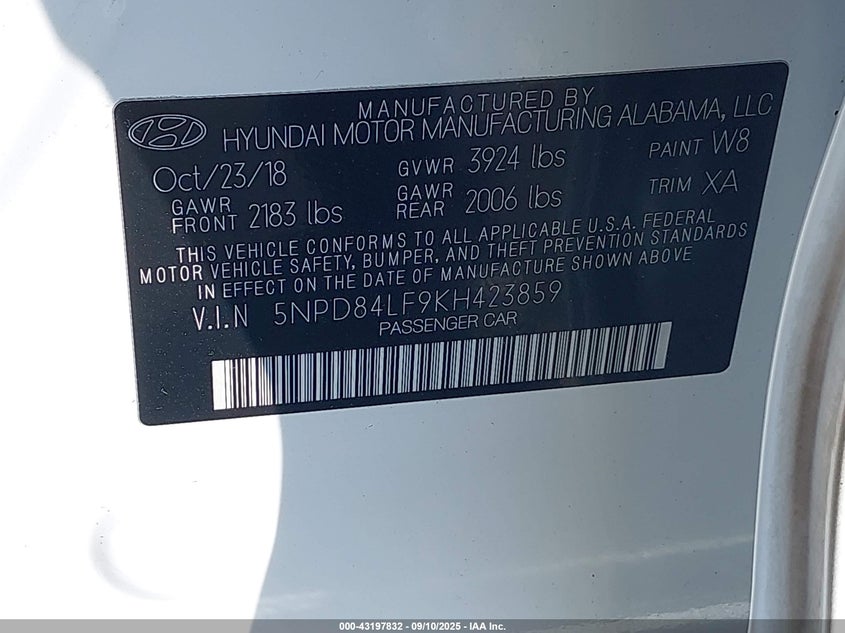 MANUFACTURED BY
HYUNDAI MOTOR MANUFACTURING ALABAMA, LLC
Oct/23/18 GVWR 3924 lbs PAINT W8
GAWR FRONT 2183 lbs GAWR REAR 2006 lbs TRIM XA
THIS VEHICLE CONFORMS TO ALL APPLICABLE U.S.A. FEDERAL
MOTOR VEHICLE SAFETY, BUMPER, AND THEFT PREVENTION STANDARDS
IN EFFECT ON THE DATE OF MANUFACTURE SHOWN ABOVE
V.I.N 5NPD84LF9KH423859
PASSENGER CAR
000-43197832 - 09/10/2025 - IAA Inc.